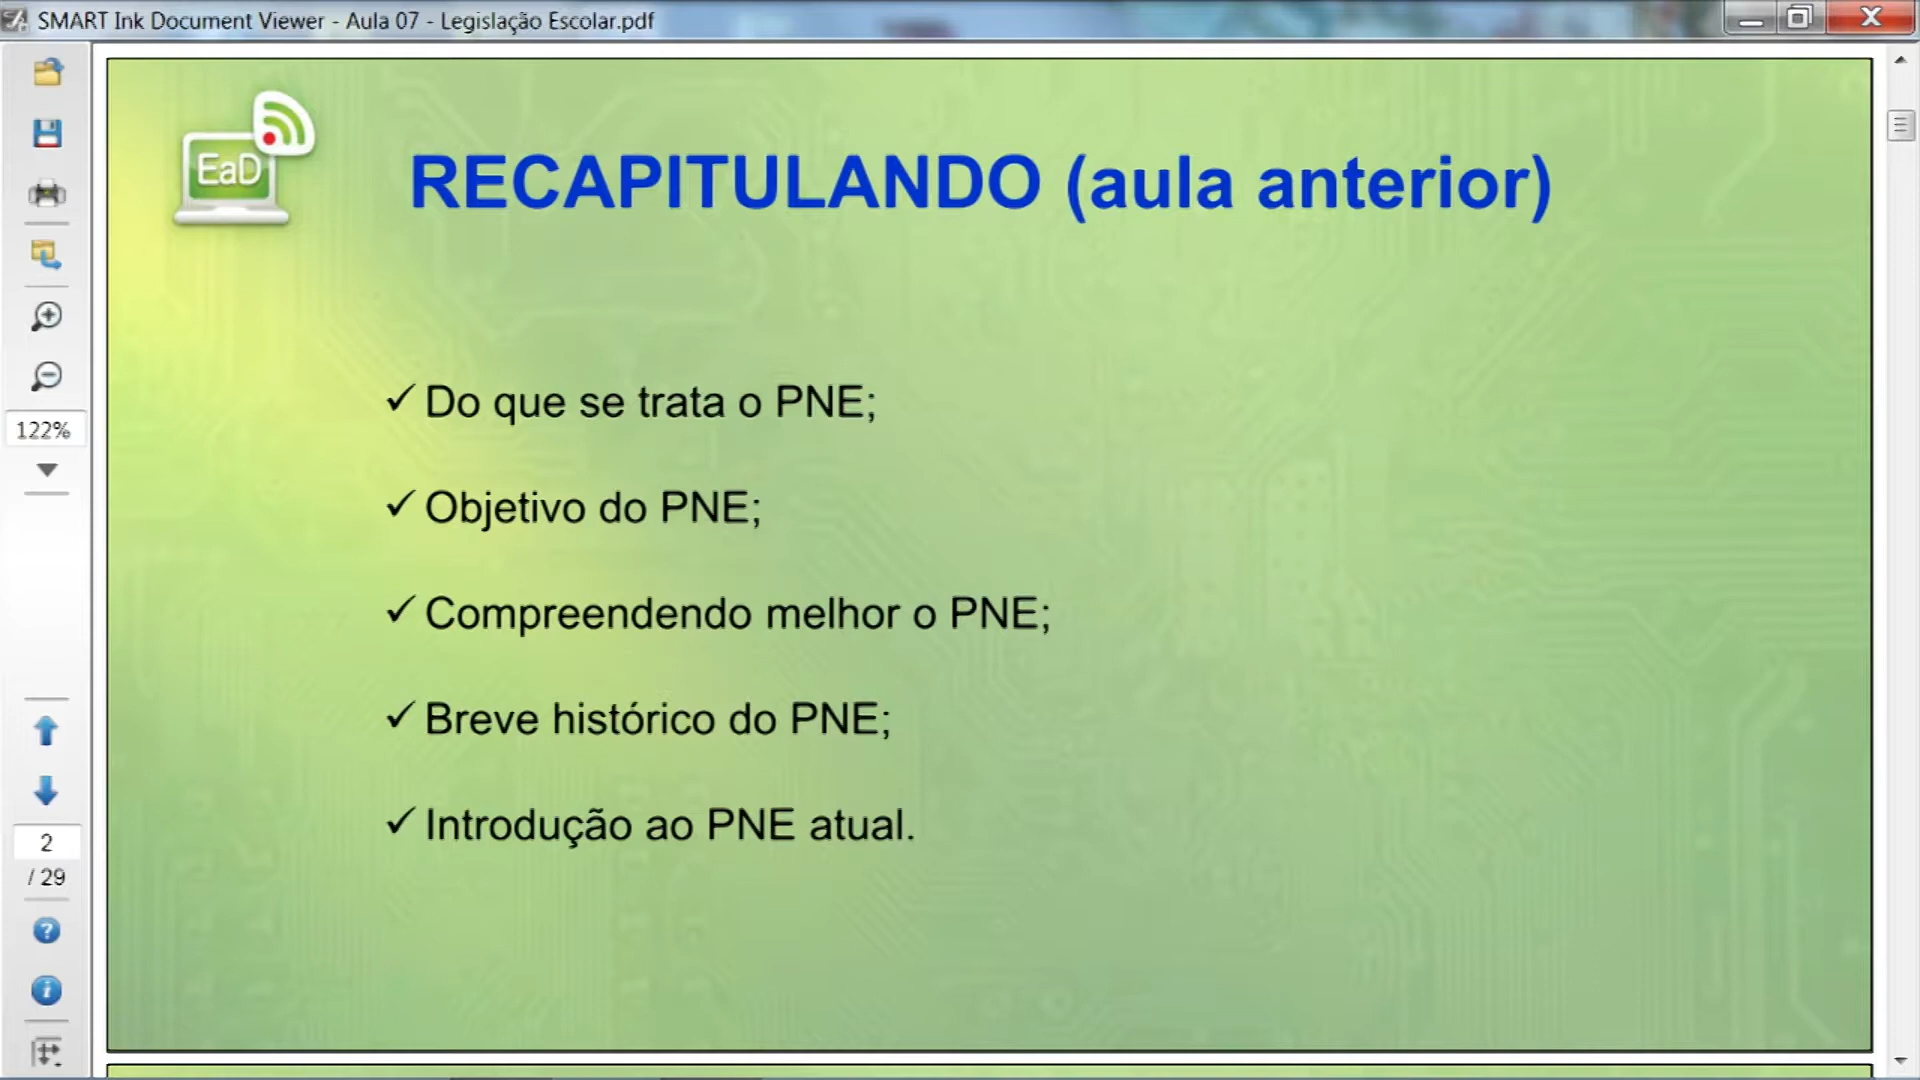 SMART Ink Document Viewer - Aula 07 - Legislação Escolar.pdf
EaD
RECAPITULANDO (aula anterior)
✓ Do que se trata o PNE;
✓ Objetivo do PNE;
✓ Compreendendo melhor o PNE;
✓ Breve histórico do PNE;
✓ Introdução ao PNE atual.
122%
2
/ 29